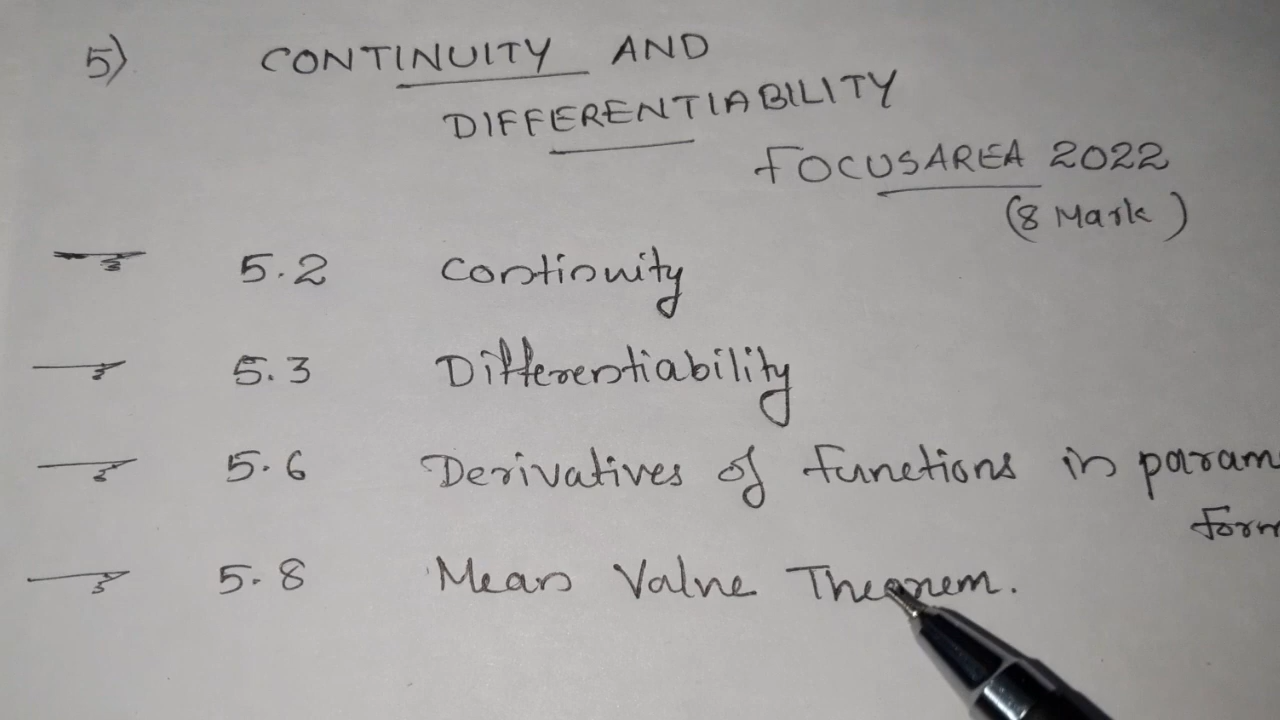 5) CONTINUITY AND
DIFFERENTIABILITY
FOCUSAREA 2022
(8 Mark)
5.2 Continuity
5.3 Differentiability
5.6 Derivatives of functions in param
form
5.8 Mean Value Theorem.